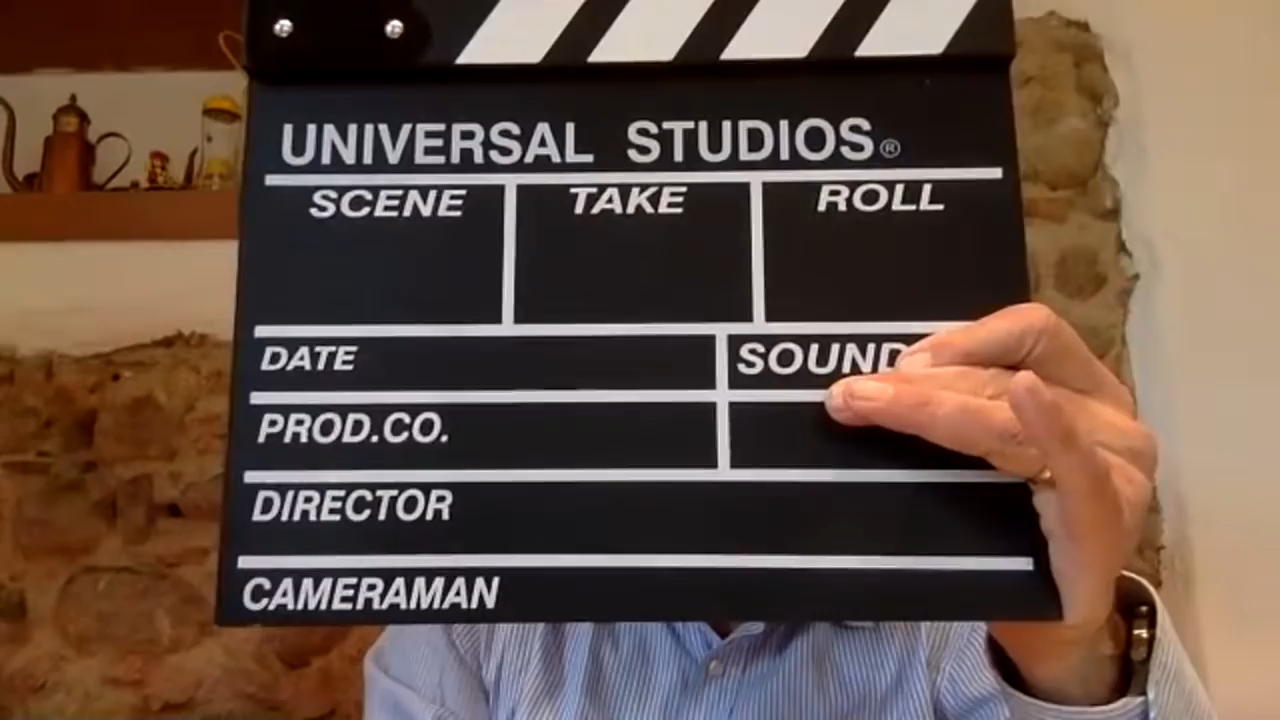 UNIVERSAL STUDIOS®
SCENE TAKE ROLL
DATE SOUND
PROD.CO.
DIRECTOR
CAMERAMAN